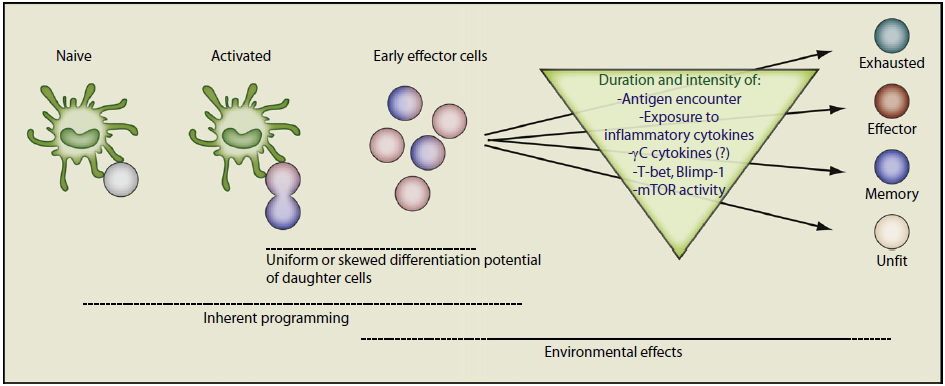 Naive
Activated
Early effector cells
Duration and intensity of:
-Antigen encounter
-Exposure to
inflammatory cytokines
-γC cytokines (?)
-T-bet, Blimp-1
-mTOR activity
Exhausted
Effector
Memory
Unfit
Uniform or skewed differentiation potential
of daughter cells
Inherent programming
Environmental effects